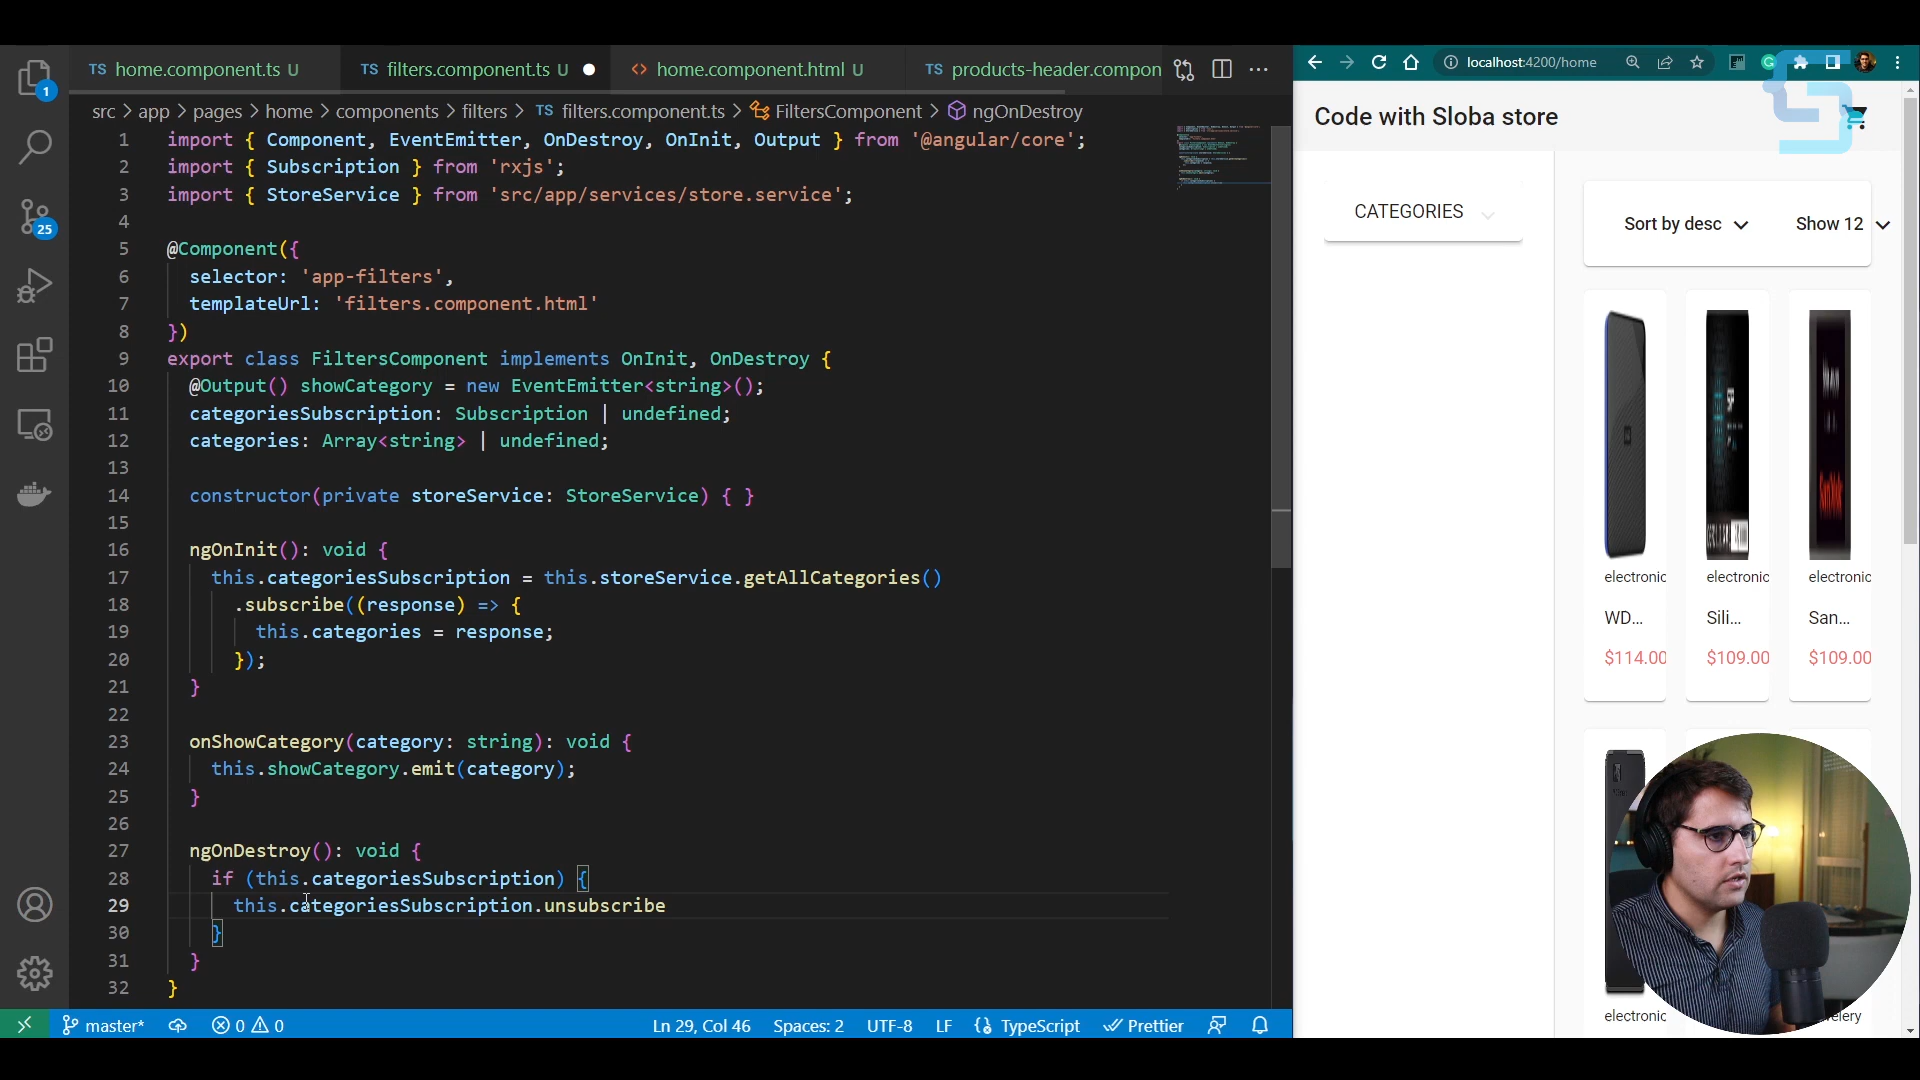 TS home.component.ts U
TS filters.component.ts U
<> home.component.html U
TS products-header.compon
localhost:4200/home
src > app > pages > home > components > filters > TS filters.component.ts > FiltersComponent > ngOnDestroy
1 import { Component, EventEmitter, OnDestroy, OnInit, Output } from '@angular/core';
2 import { Subscription } from 'rxjs';
3 import { StoreService } from 'src/app/services/store.service';
4
5 @Component({
6 selector: 'app-filters',
7 templateUrl: 'filters.component.html'
8 })
9 export class FiltersComponent implements OnInit, OnDestroy {
10 @Output() showCategory = new EventEmitter<string>();
11 categoriesSubscription: Subscription | undefined;
12 categories: Array<string> | undefined;
13
14 constructor(private storeService: StoreService) { }
15
16 ngOnInit(): void {
17 this.categoriesSubscription = this.storeService.getAllCategories()
18 .subscribe((response) => {
19 this.categories = response;
20 });
21 }
22
23 onShowCategory(category: string): void {
24 this.showCategory.emit(category);
25 }
26
27 ngOnDestroy(): void {
28 if (this.categoriesSubscription) {
29 this.categoriesSubscription.unsubscribe
30 }
31 }
32 }
1
25
master*
0 0
Ln 29, Col 46
Spaces: 2
UTF-8
LF
{} TypeScript
Prettier
Code with Sloba store
CATEGORIES
Sort by desc
Show 12
electronic
electronic
electronic
WD...
Sili...
San...
$114.00
$109.00
$109.00
electronic
velery